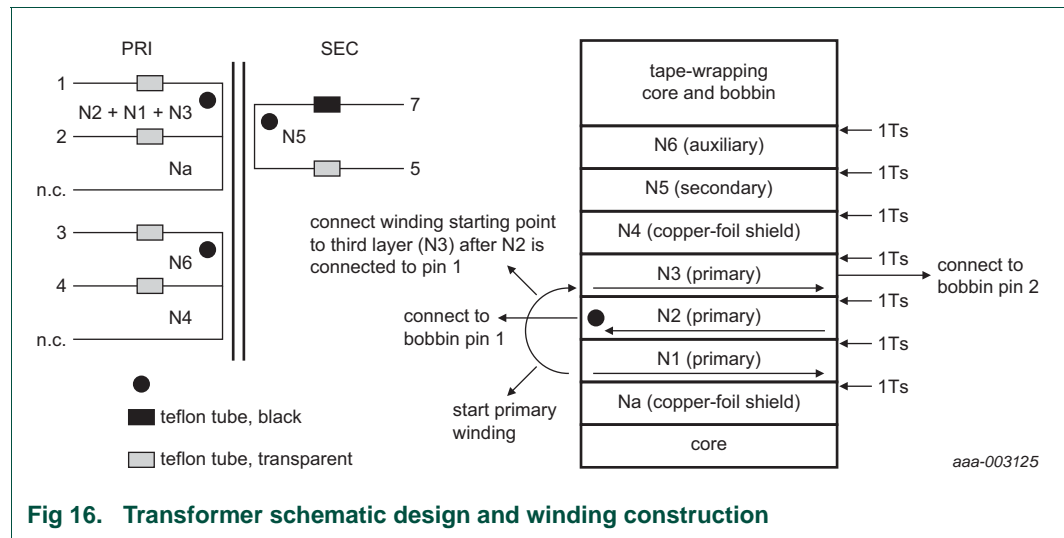 PRI
SEC
1
N2 + N1 + N3
2
Na
n.c.
3
N6
4
N4
n.c.
7
N5
5
teflon tube, black
teflon tube, transparent
connect winding starting point
to third layer (N3) after N2 is
connected to pin 1
connect to
bobbin pin 1
start primary
winding
tape-wrapping
core and bobbin
1Ts
N6 (auxiliary)
1Ts
N5 (secondary)
1Ts
N4 (copper-foil shield)
1Ts
N3 (primary)
connect to
bobbin pin 2
1Ts
N2 (primary)
1Ts
N1 (primary)
1Ts
Na (copper-foil shield)
core
aaa-003125
Fig 16. Transformer schematic design and winding construction